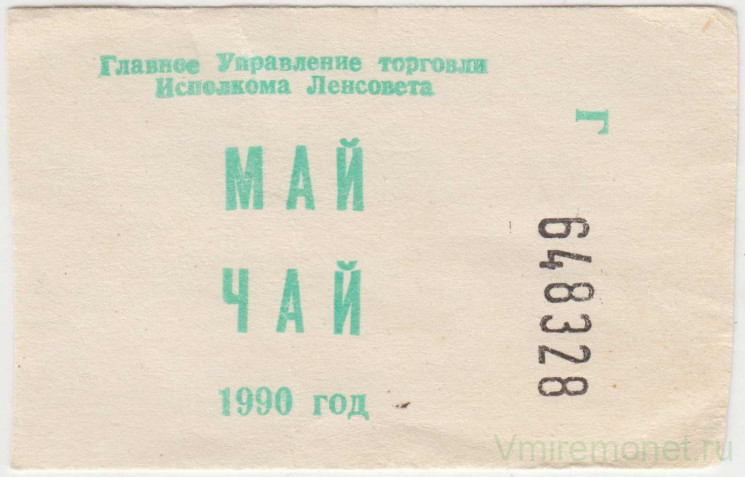 Главное Управление торговли
Исполкома Ленсовета
МАЙ
ЧАЙ
1990 год
Г
648328
Vmiremonet.ru